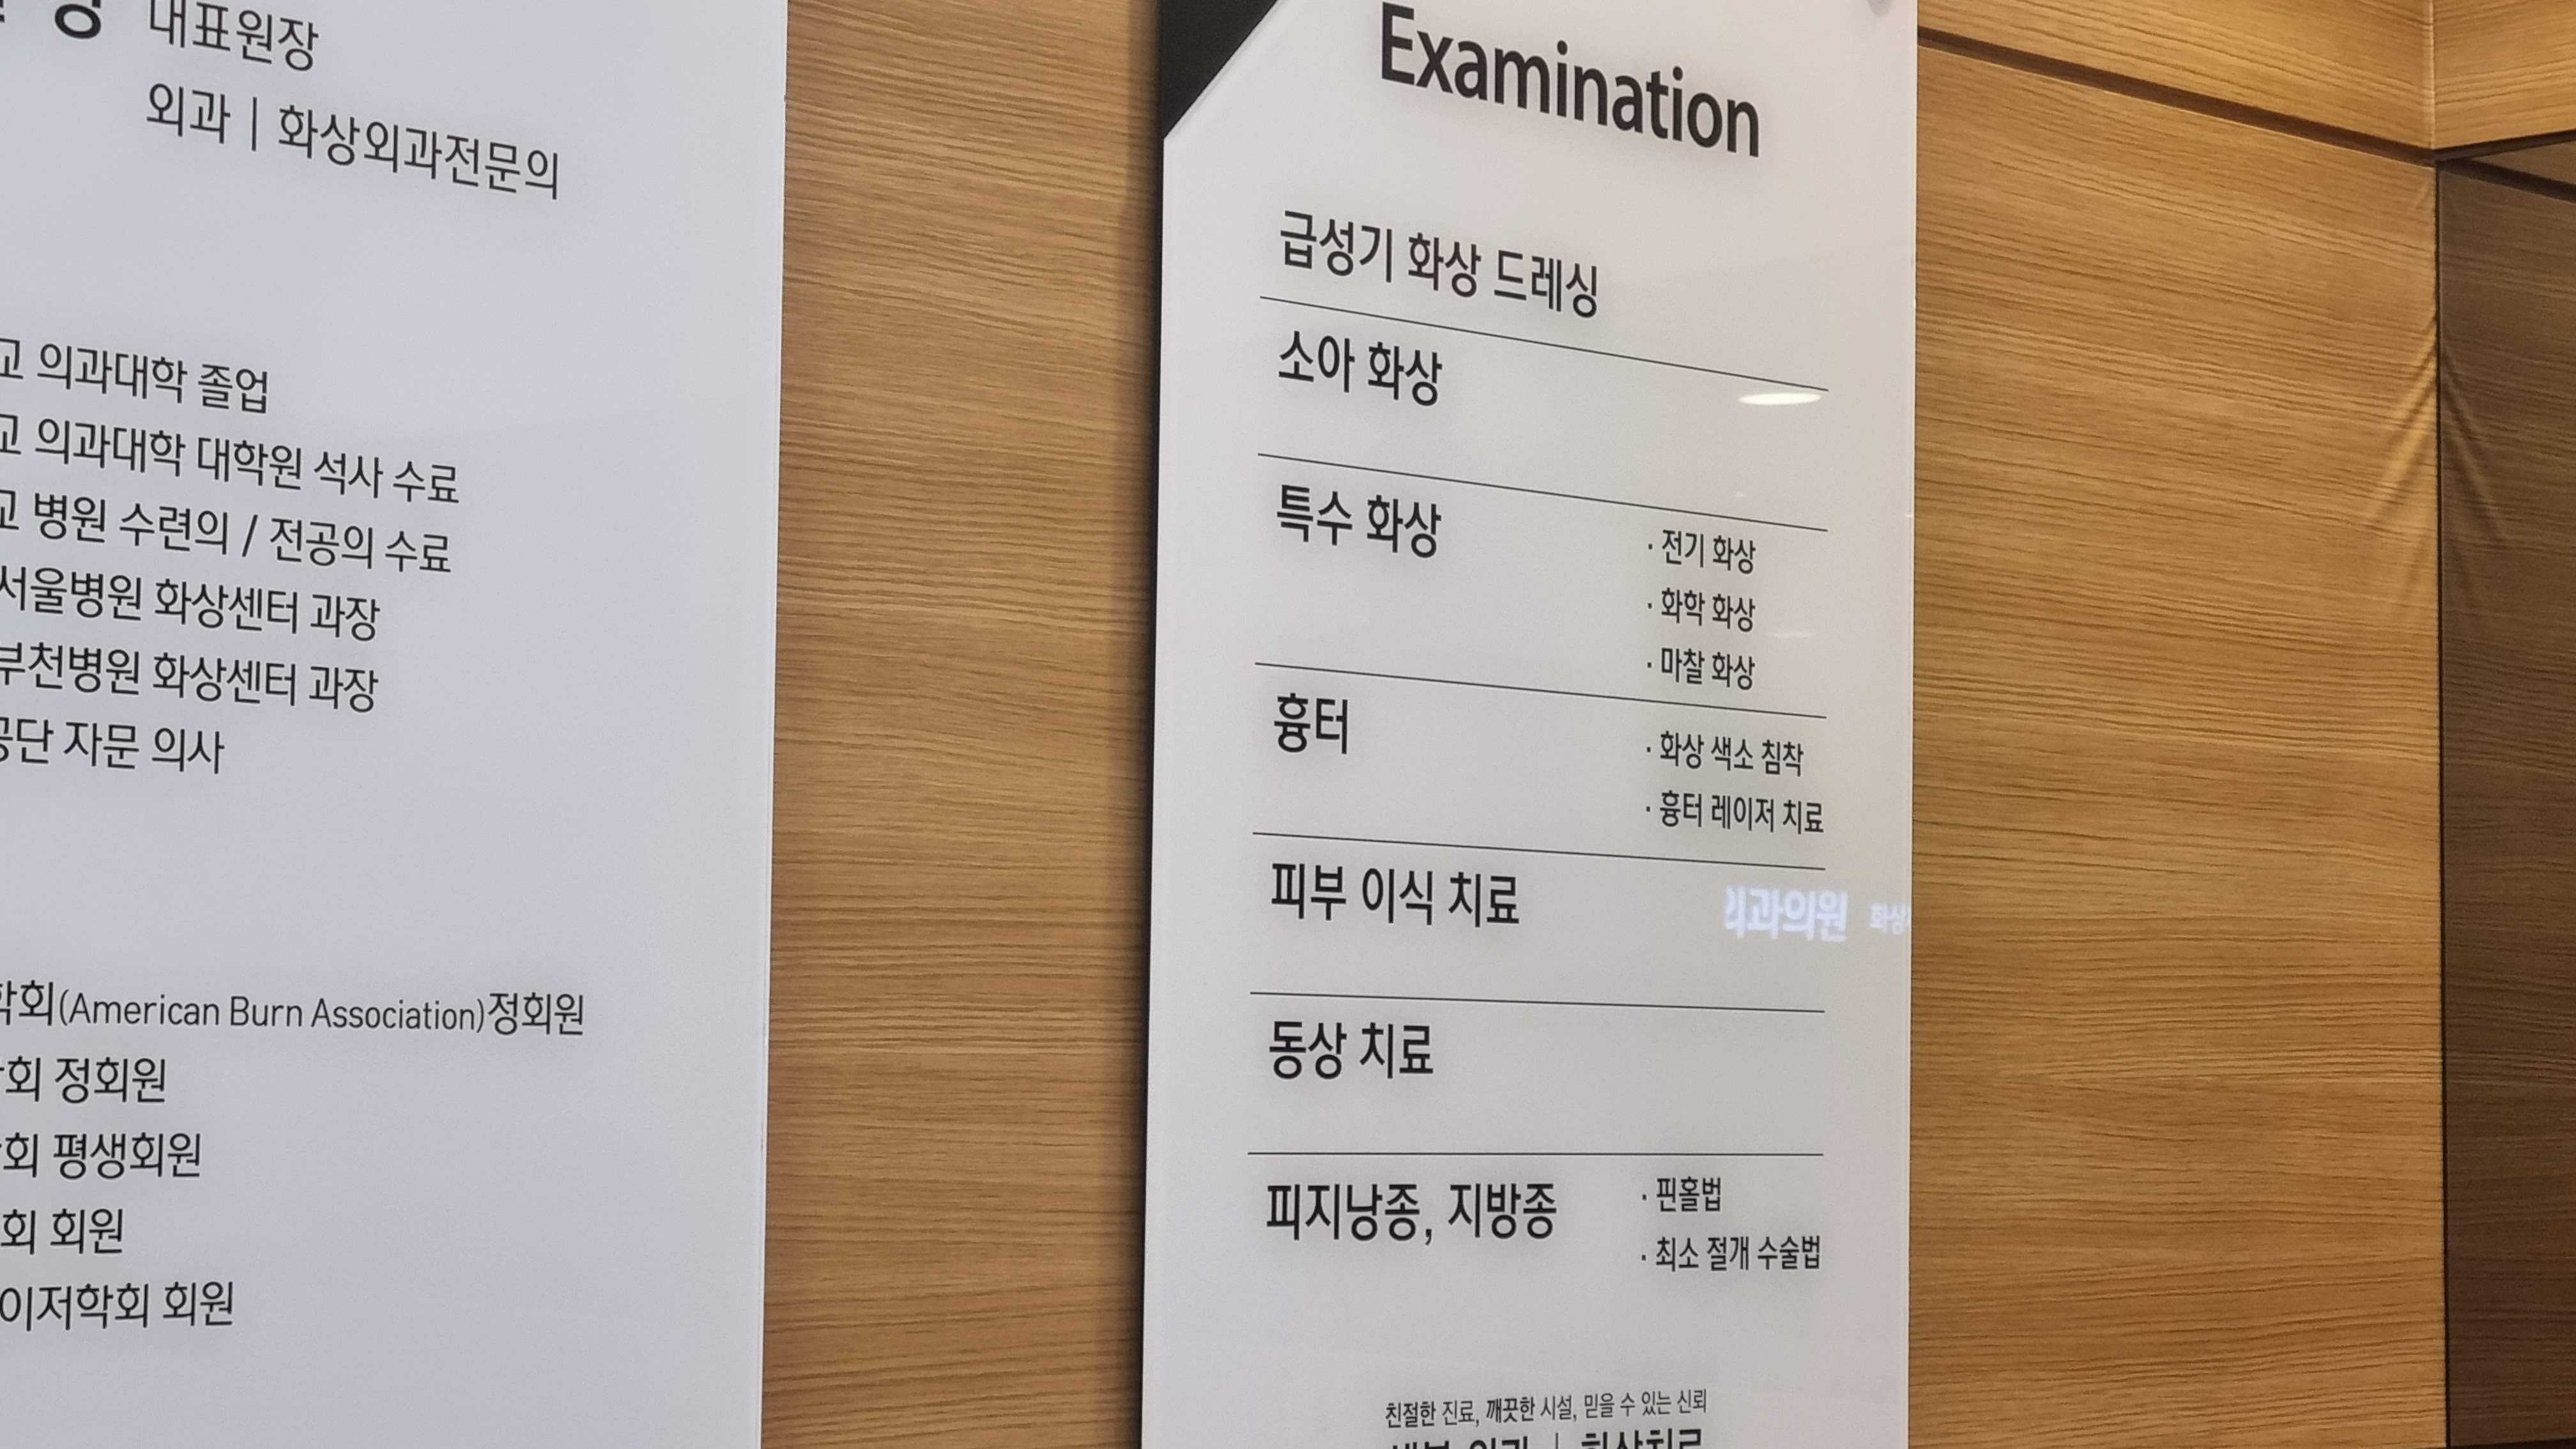 대표원장
외과 | 화상외과전문의
의과대학 졸업
의과대학 대학원 석사 수료
병원 수련의 / 전공의 수료
서울병원 화상센터 과장
부천병원 화상센터 과장
자문 의사
(American Burn Association)정회원
정회원
평생회원
회원
회원
Examination
급성기 화상 드레싱
소아 화상
특수 화상
· 전기 화상
· 화학 화상
· 마찰 화상
흉터
· 화상 색소 침착
· 흉터 레이저 치료
피부 이식 치료
외과의원
동상 치료
피지낭종, 지방종
· 핀홀법
· 최소 절개 수술법
친절한 진료, 깨끗한 시설, 믿을 수 있는 신뢰